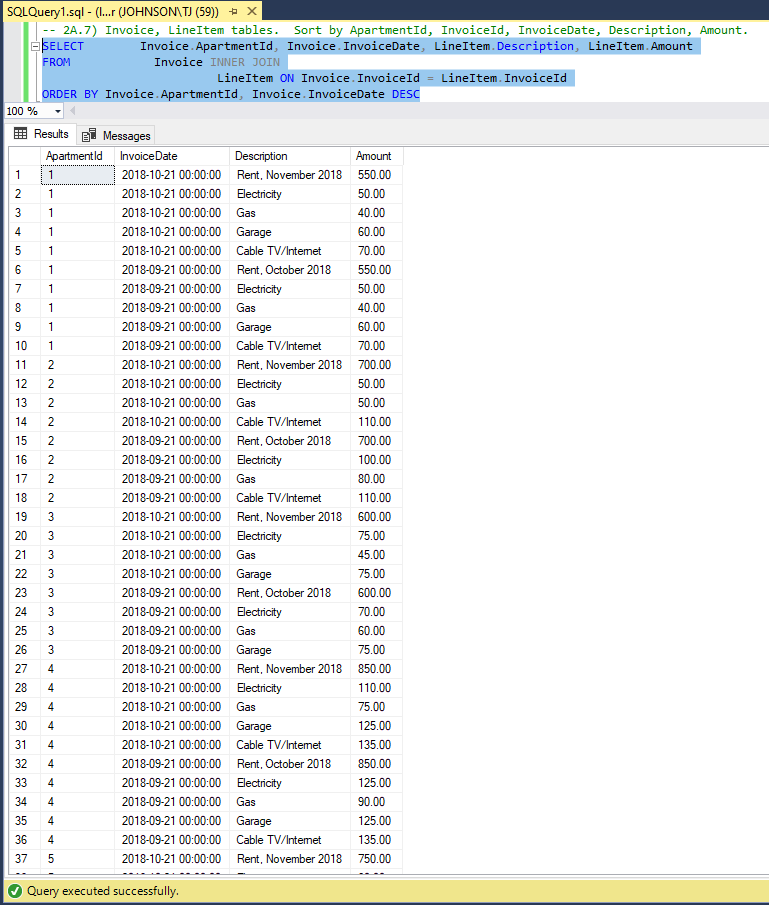 SQLQuery1.sql - (l...r (JOHNSON\TJ (59))
-- 2A.7) Invoice, LineItem tables.  Sort by ApartmentId, InvoiceId, InvoiceDate, Description, Amount.
SELECT Invoice.ApartmentId, Invoice.InvoiceDate, LineItem.Description, LineItem.Amount
FROM Invoice INNER JOIN
LineItem ON Invoice.InvoiceId = LineItem.InvoiceId
ORDER BY Invoice.ApartmentId, Invoice.InvoiceDate DESC
100 %
Results Messages
ApartmentId InvoiceDate Description Amount
1 1 2018-10-21 00:00:00 Rent, November 2018 550.00
2 1 2018-10-21 00:00:00 Electricity 50.00
3 1 2018-10-21 00:00:00 Gas 40.00
4 1 2018-10-21 00:00:00 Garage 60.00
5 1 2018-10-21 00:00:00 Cable TV/Internet 70.00
6 1 2018-09-21 00:00:00 Rent, October 2018 550.00
7 1 2018-09-21 00:00:00 Electricity 50.00
8 1 2018-09-21 00:00:00 Gas 40.00
9 1 2018-09-21 00:00:00 Garage 60.00
10 1 2018-09-21 00:00:00 Cable TV/Internet 70.00
11 2 2018-10-21 00:00:00 Rent, November 2018 700.00
12 2 2018-10-21 00:00:00 Electricity 50.00
13 2 2018-10-21 00:00:00 Gas 50.00
14 2 2018-10-21 00:00:00 Cable TV/Internet 110.00
15 2 2018-09-21 00:00:00 Rent, October 2018 700.00
16 2 2018-09-21 00:00:00 Electricity 100.00
17 2 2018-09-21 00:00:00 Gas 80.00
18 2 2018-09-21 00:00:00 Cable TV/Internet 110.00
19 3 2018-10-21 00:00:00 Rent, November 2018 600.00
20 3 2018-10-21 00:00:00 Electricity 75.00
21 3 2018-10-21 00:00:00 Gas 45.00
22 3 2018-10-21 00:00:00 Garage 75.00
23 3 2018-09-21 00:00:00 Rent, October 2018 600.00
24 3 2018-09-21 00:00:00 Electricity 70.00
25 3 2018-09-21 00:00:00 Gas 60.00
26 3 2018-09-21 00:00:00 Garage 75.00
27 4 2018-10-21 00:00:00 Rent, November 2018 850.00
28 4 2018-10-21 00:00:00 Electricity 110.00
29 4 2018-10-21 00:00:00 Gas 75.00
30 4 2018-10-21 00:00:00 Garage 125.00
31 4 2018-10-21 00:00:00 Cable TV/Internet 135.00
32 4 2018-09-21 00:00:00 Rent, October 2018 850.00
33 4 2018-09-21 00:00:00 Electricity 125.00
34 4 2018-09-21 00:00:00 Gas 90.00
35 4 2018-09-21 00:00:00 Garage 125.00
36 4 2018-09-21 00:00:00 Cable TV/Internet 135.00
37 5 2018-10-21 00:00:00 Rent, November 2018 750.00
Query executed successfully.